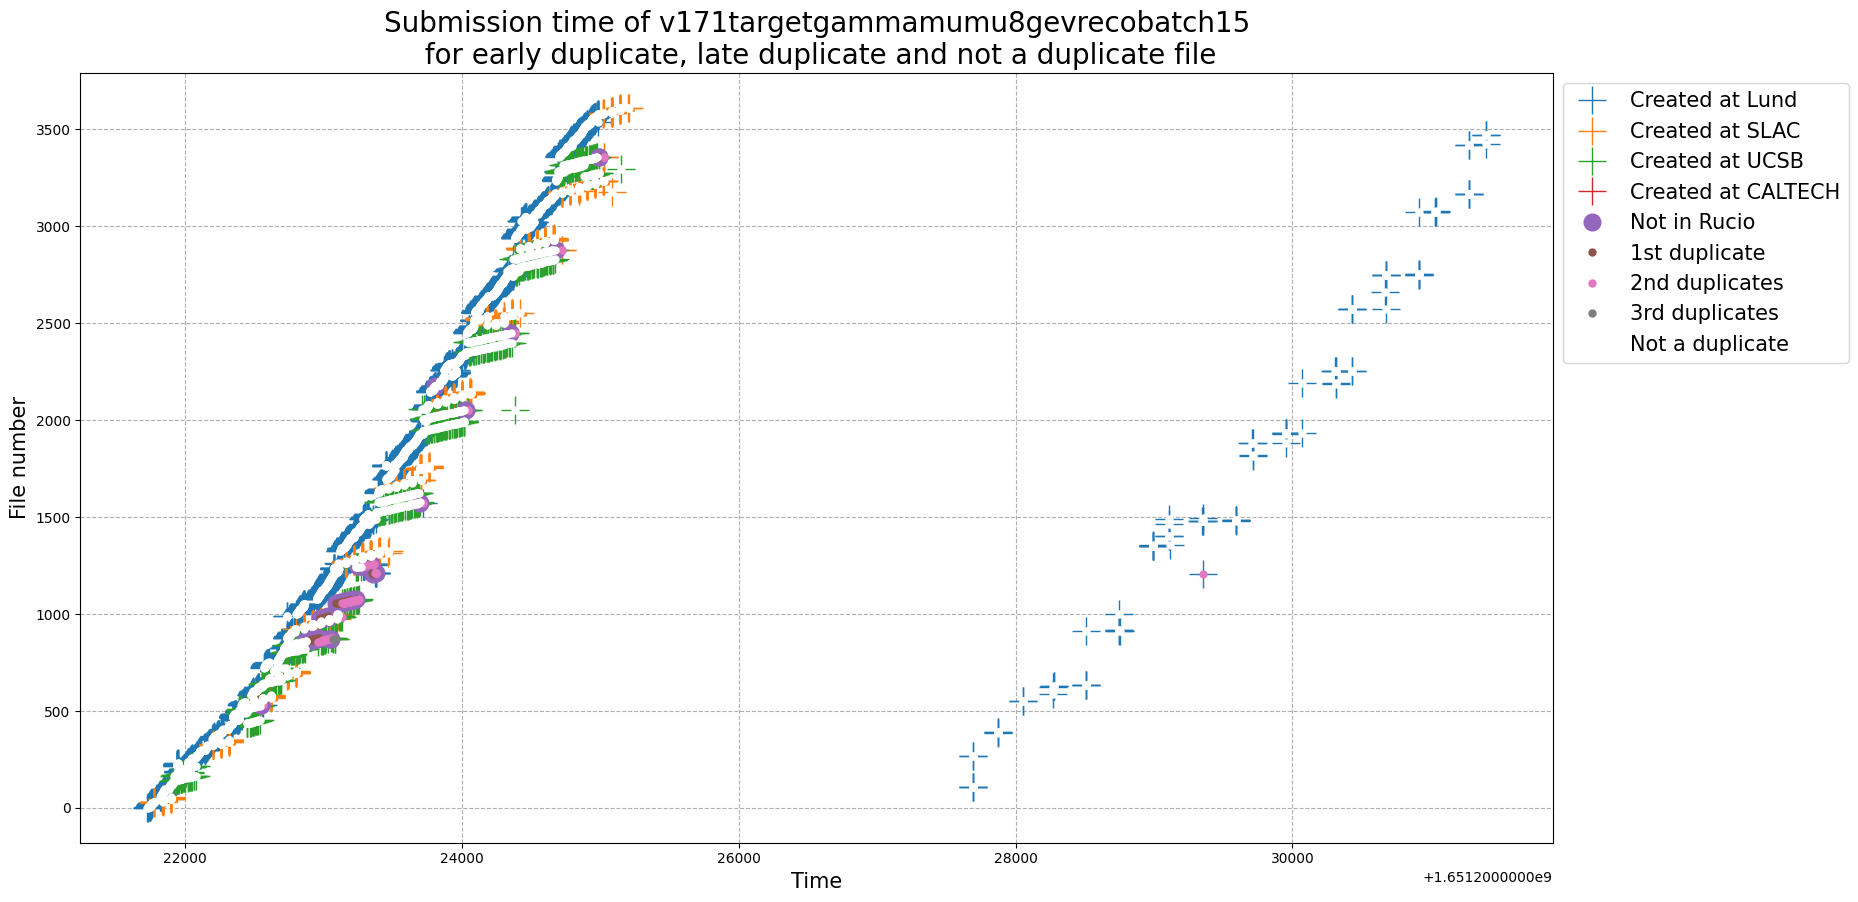 Submission time of v171targetgammamumu8gevrecobatch15
for early duplicate, late duplicate and not a duplicate file
File number
3500
3000
2500
2000
1500
1000
500
0
22000
24000
26000
28000
30000
Time
+1.6512000000e9
Created at Lund
Created at SLAC
Created at UCSB
Created at CALTECH
Not in Rucio
1st duplicate
2nd duplicates
3rd duplicates
Not a duplicate